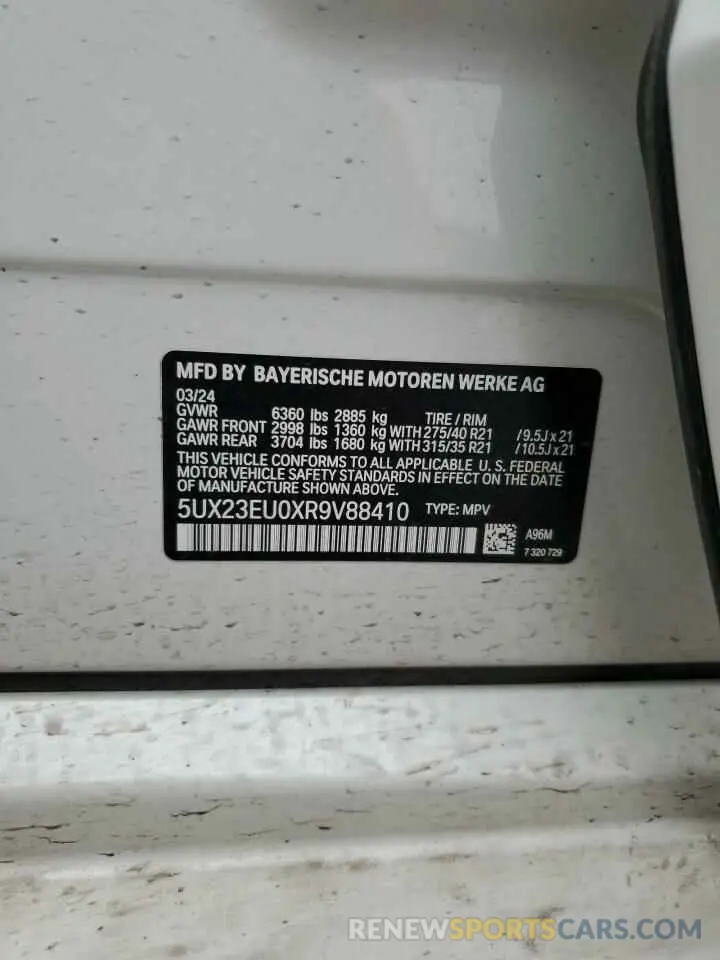 MFD BY BAYERISCHE MOTOREN WERKE AG
03/24
GVWR 6360 lbs 2885 kg TIRE / RIM
GAWR FRONT 2998 lbs 1360 kg WITH 275/40 R21 /9.5J x 21
GAWR REAR 3704 lbs 1680 kg WITH 315/35 R21 /10.5J x 21
THIS VEHICLE CONFORMS TO ALL APPLICABLE U. S. FEDERAL
MOTOR VEHICLE SAFETY STANDARDS IN EFFECT ON THE DATE
OF MANUFACTURE SHOWN ABOVE.
5UX23EU0XR9V88410 TYPE: MPV
A96M
7 320 729
RENEWSPORTSCARS.COM